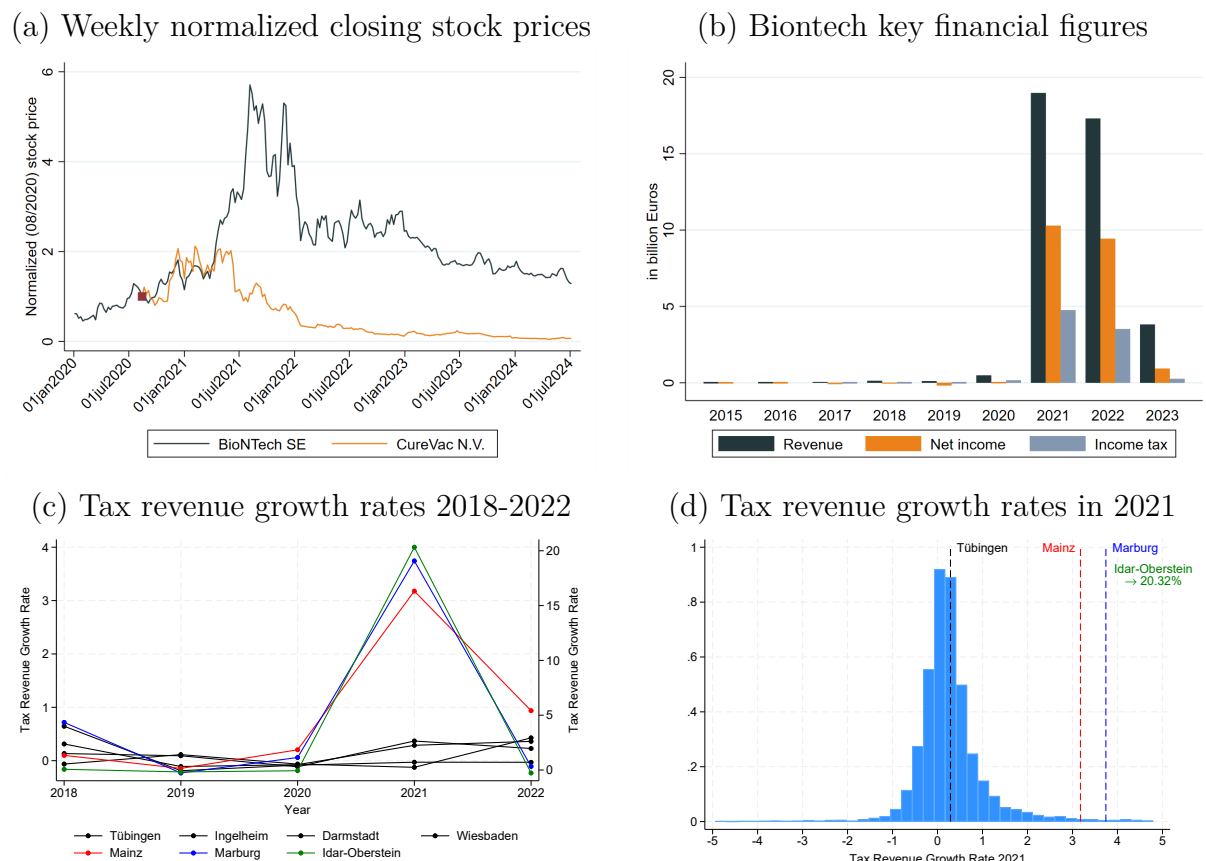 (a) Weekly normalized closing stock prices
Normalized (08/2020) stock price
6
4
2
0
01jan2020
01jul2020
01jan2021
01jul2021
01jan2022
01jul2022
01jan2023
01jul2023
01jan2024
01jul2024
BioNTech SE
CureVac N.V.
(b) Biontech key financial figures
in billion Euros
20
15
10
5
0
2015
2016
2017
2018
2019
2020
2021
2022
2023
Revenue
Net income
Income tax
(c) Tax revenue growth rates 2018-2022
Tax Revenue Growth Rate
4
3
2
1
0
20
15
10
5
0
Tax Revenue Growth Rate
2018
2019
2020
2021
2022
Year
Tübingen
Ingelheim
Darmstadt
Wiesbaden
Mainz
Marburg
Idar-Oberstein
(d) Tax revenue growth rates in 2021
1
.8
.6
.4
.2
0
Tübingen
Mainz
Marburg
Idar-Oberstein
→ 20.32%
-5
-4
-3
-2
-1
0
1
2
3
4
5
Tax Revenue Growth Rate 2021